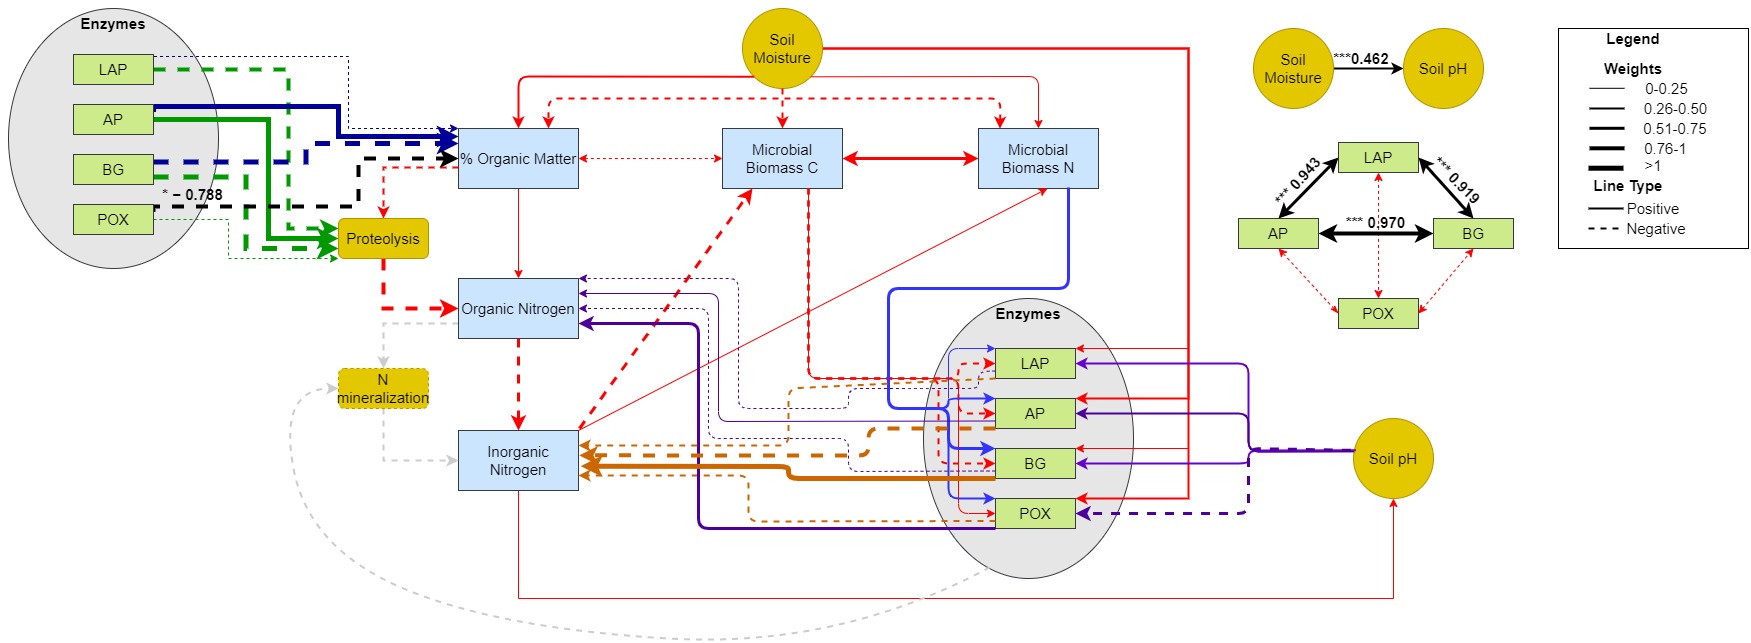 Enzymes
LAP
AP
BG
* – 0.788
POX
Proteolysis
% Organic Matter
Organic Nitrogen
N
mineralization
Inorganic
Nitrogen
Soil
Moisture
Microbial
Biomass C
Microbial
Biomass N
Enzymes
LAP
AP
BG
POX
Soil pH
Soil
Moisture
***0.462
Soil pH
LAP
*** 0.943
*** 0.919
AP
*** 0.970
BG
POX
Legend
Weights
0-0.25
0.26-0.50
0.51-0.75
0.76-1
>1
Line Type
Positive
Negative